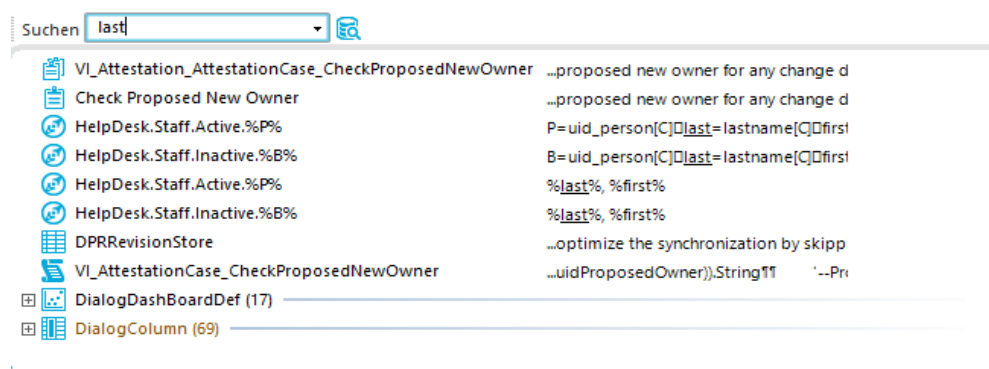 Suchen last
VI_Attestation_AttestationCase_CheckProposedNewOwner ...proposed new owner for any change d
Check Proposed New Owner ...proposed new owner for any change d
HelpDesk.Staff.Active.%P% P=uid_person[C]□last=lastname[C]□first
HelpDesk.Staff.Inactive.%B% B=uid_person[C]□last=lastname[C]□first
HelpDesk.Staff.Active.%P% %last%, %first%
HelpDesk.Staff.Inactive.%B% %last%, %first%
DPRRevisionStore ...optimize the synchronization by skipp
VI_AttestationCase_CheckProposedNewOwner ...uidProposedOwner)).String¶¶ '--Pro
DialogDashBoardDef (17)
DialogColumn (69)